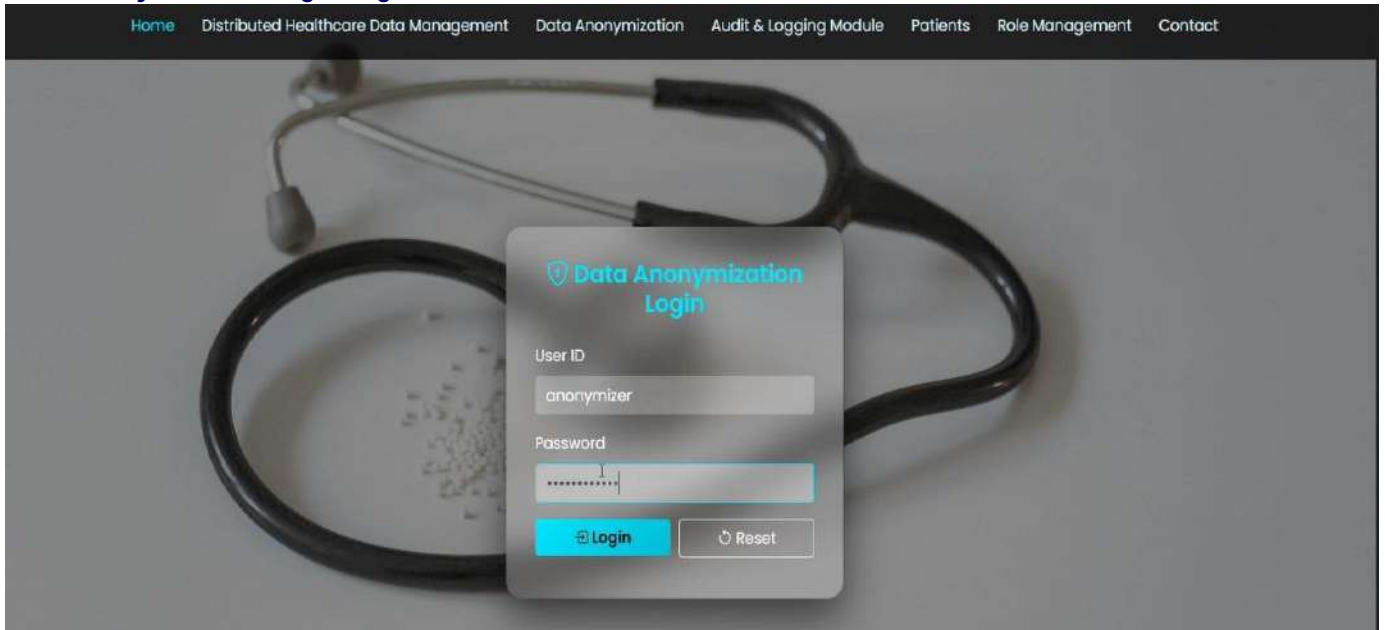 Home Distributed Healthcare Data Management Data Anonymization Audit & Logging Module Patients Role Management Contact
Data Anonymization
Login
User ID
anonymizer
Password
••••••••••••
Login Reset